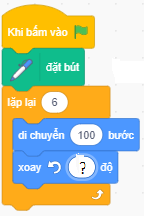 Khi bấm vào
đặt bút
lặp lại 6
di chuyển 100 bước
xoay ? độ